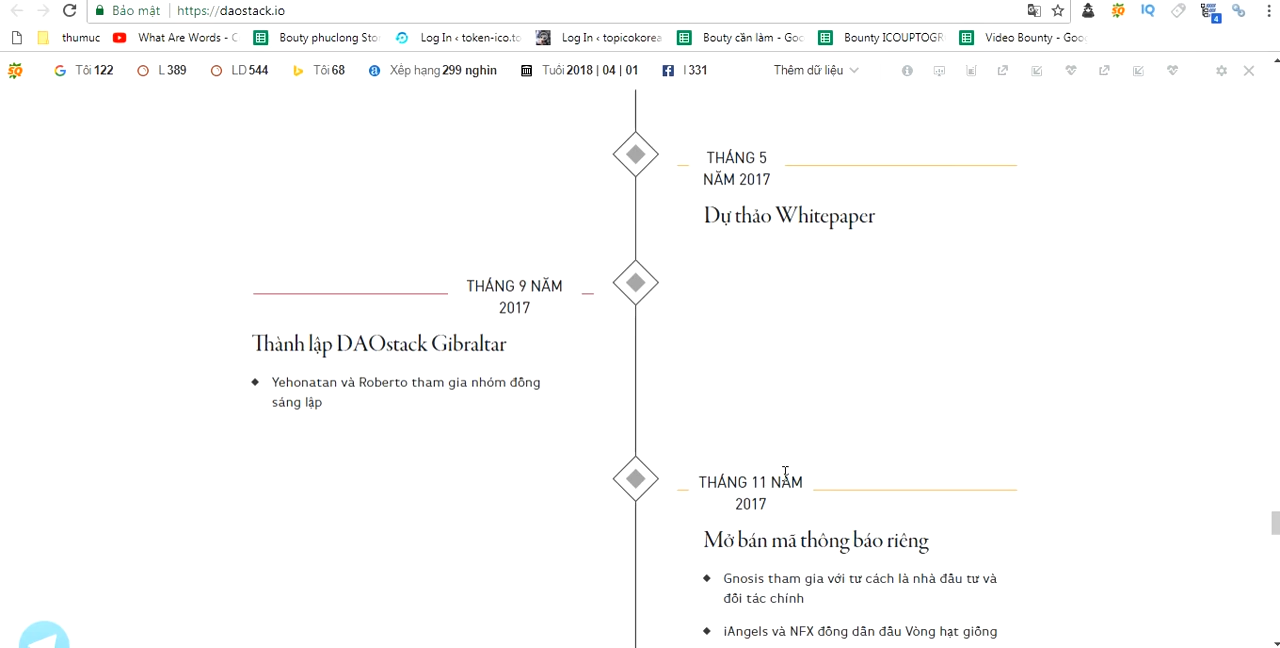 Bảo mật https://daostack.io
4
thumuc What Are Words - C Bouty phuclong Sto Log In ‹ token-ico.to Log In ‹ topicokorea Bouty căn làm - Goo Bounty ICOUPTOGR Video Bounty - Goo
SQ Tôi 122 L 389 LD 544 Tôi 68 Xếp hạng 299 nghin Tuổi 2018 | 04 | 01 I 331 Thêm dữ liệu
THÁNG 5
NĂM 2017
Dự thảo Whitepaper
THÁNG 9 NĂM
2017
Thành lập DAOstack Gibraltar
Yehonatan và Roberto tham gia nhóm đồng
sáng lập
THÁNG 11 NĂM
2017
Mở bán mã thông báo riêng
Gnosis tham gia với tư cách là nhà đầu tư và
đối tác chính
iAngels và NFX đồng dẫn đầu Vòng hạt giống